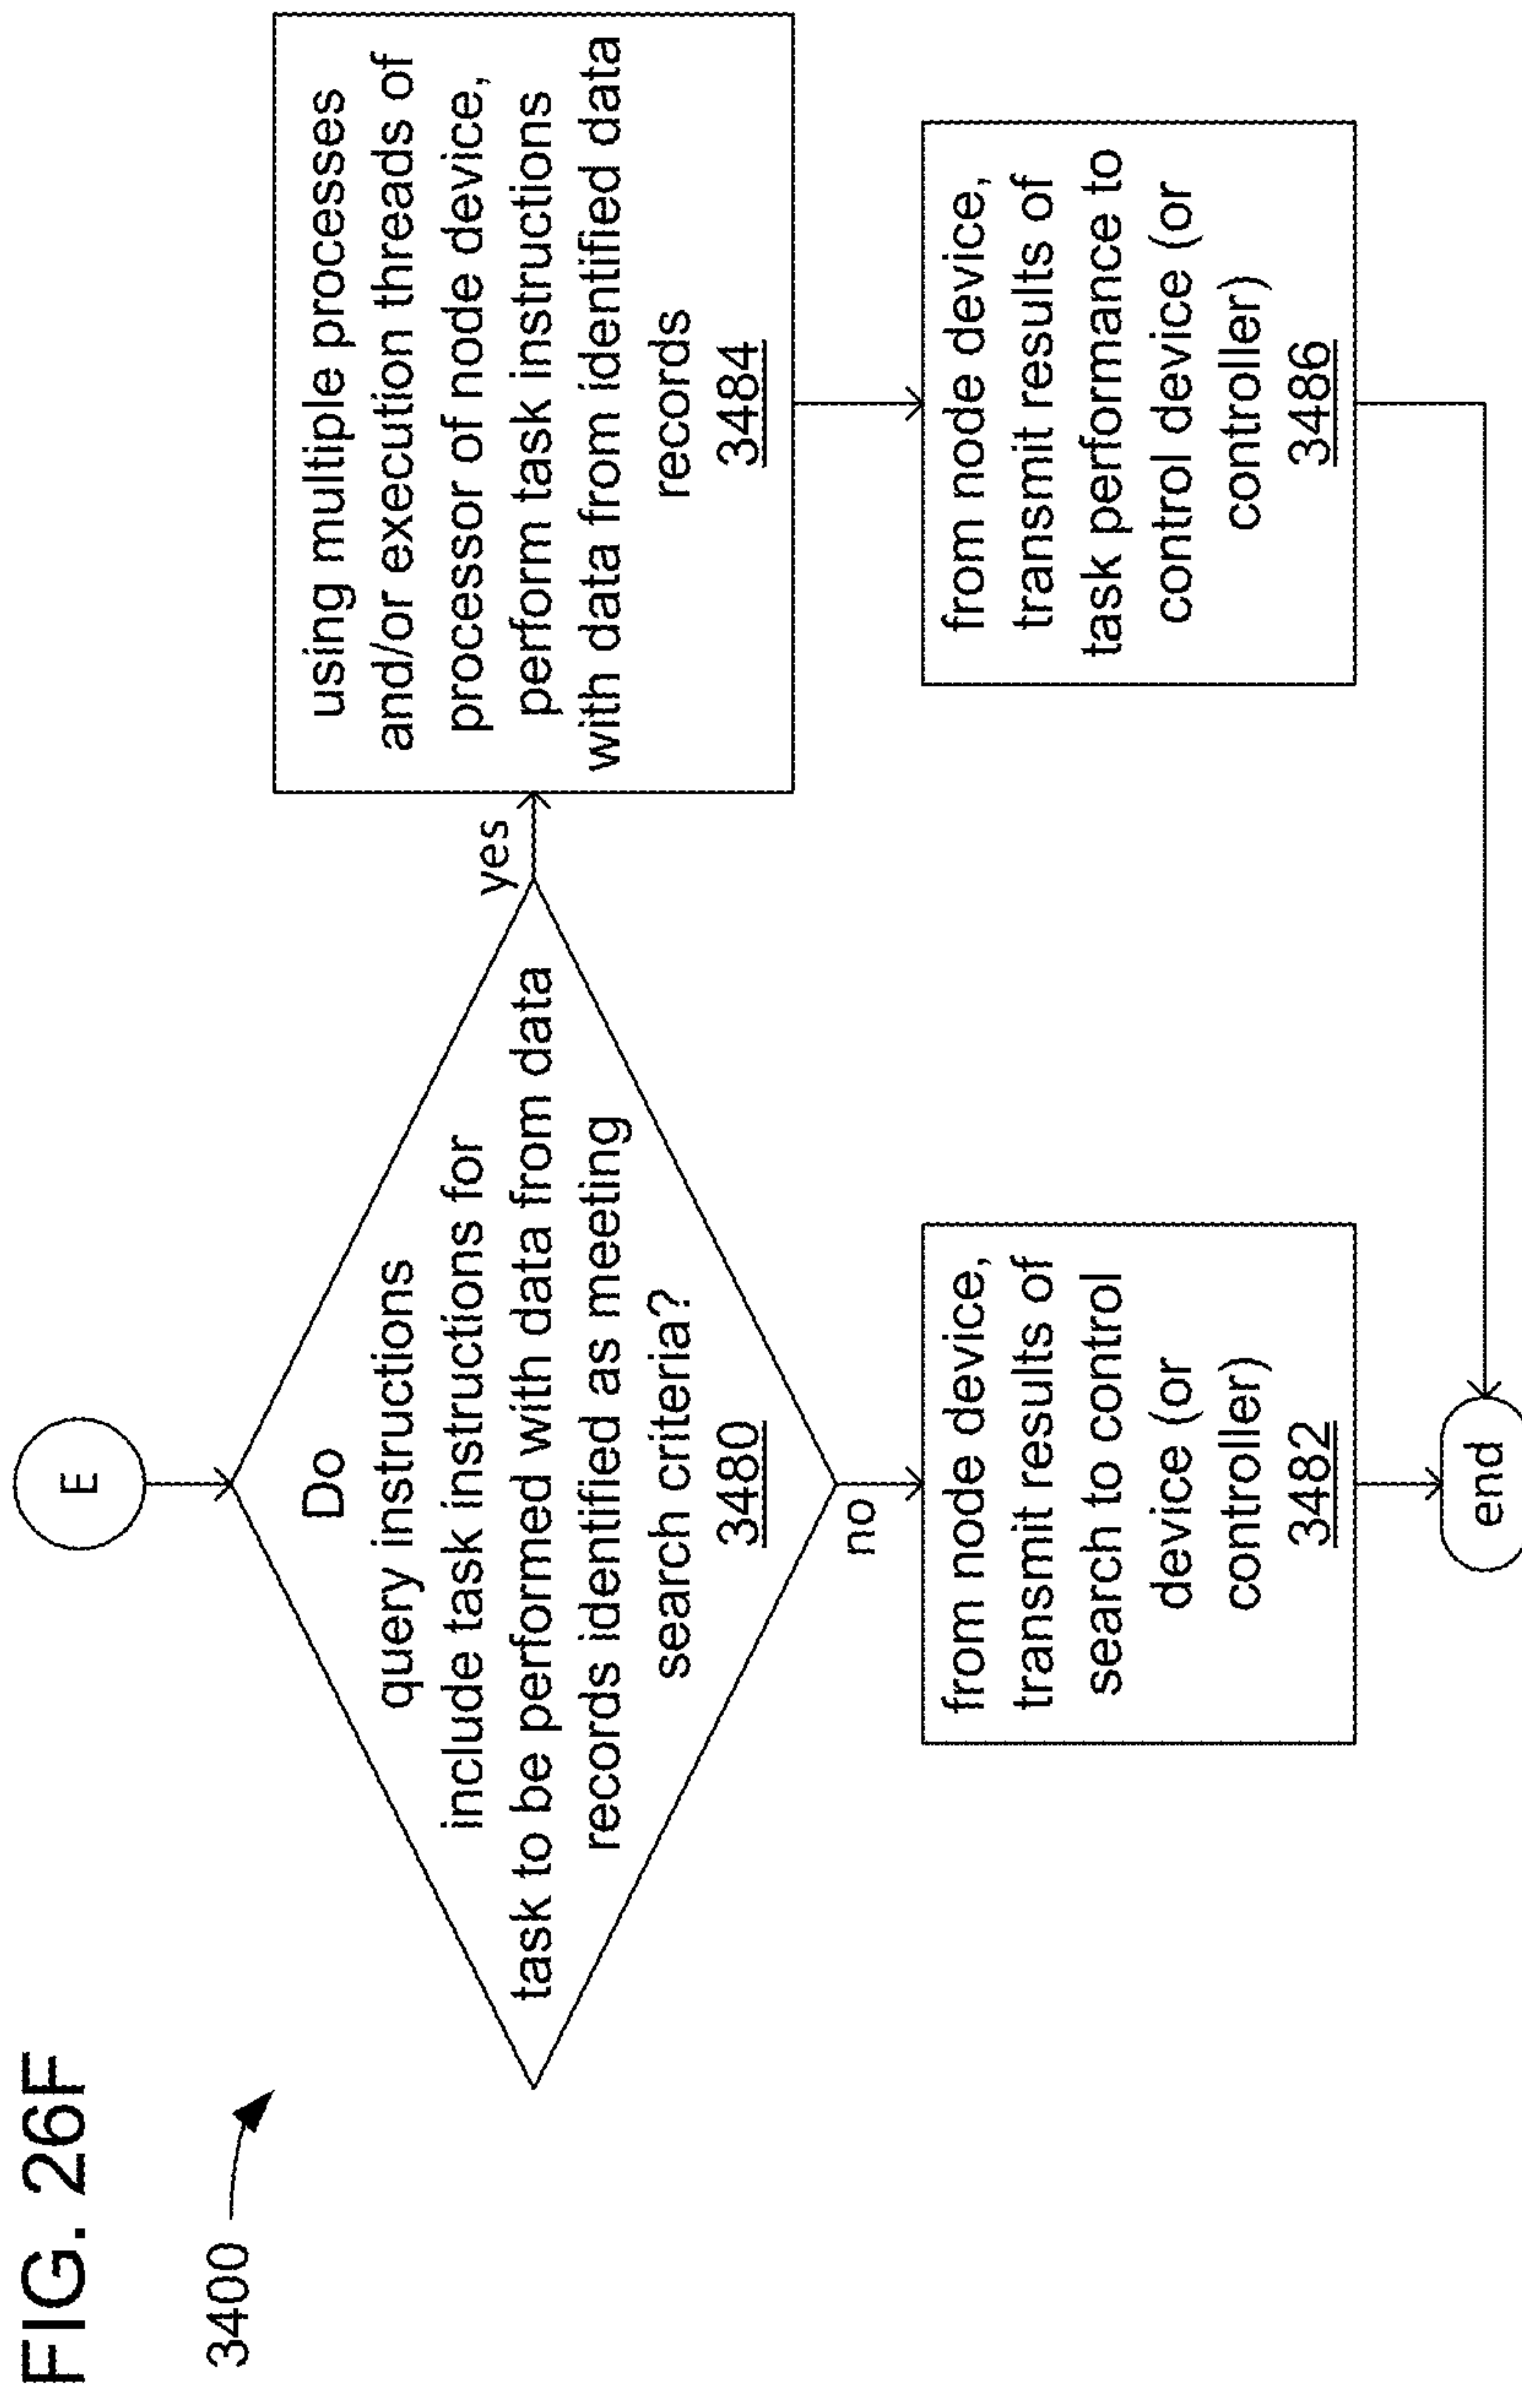 FIG. 26F
3400
E
Do
query instructions
include task instructions for
task to be performed with data from data
records identified as meeting
search criteria?
3480
yes
no
using multiple processes
and/or execution threads of
processor of node device,
perform task instructions
with data from identified data
records
3484
from node device,
transmit results of
search to control
device (or
controller)
3482
from node device,
transmit results of
task performance to
control device (or
controller)
3486
end